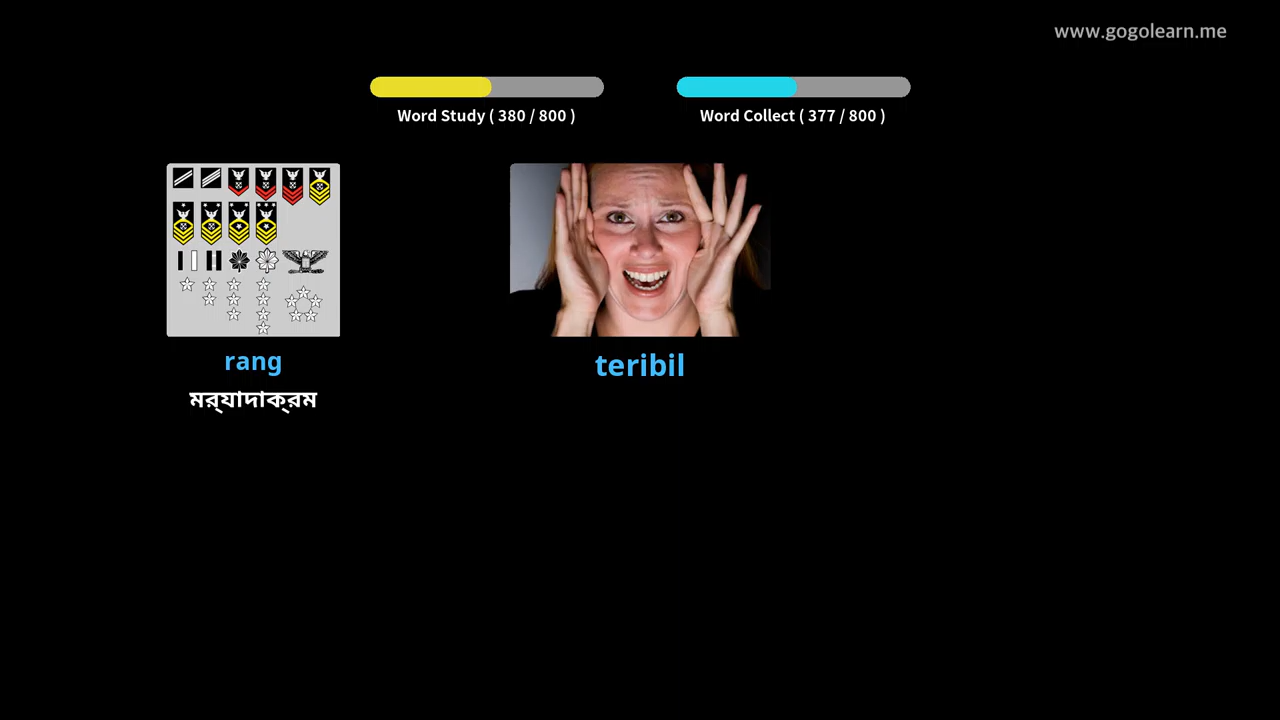 www.gogolearn.me
Word Study ( 380 / 800 )
Word Collect ( 377 / 800 )
rang
teribil
মর্যাদাক্রম